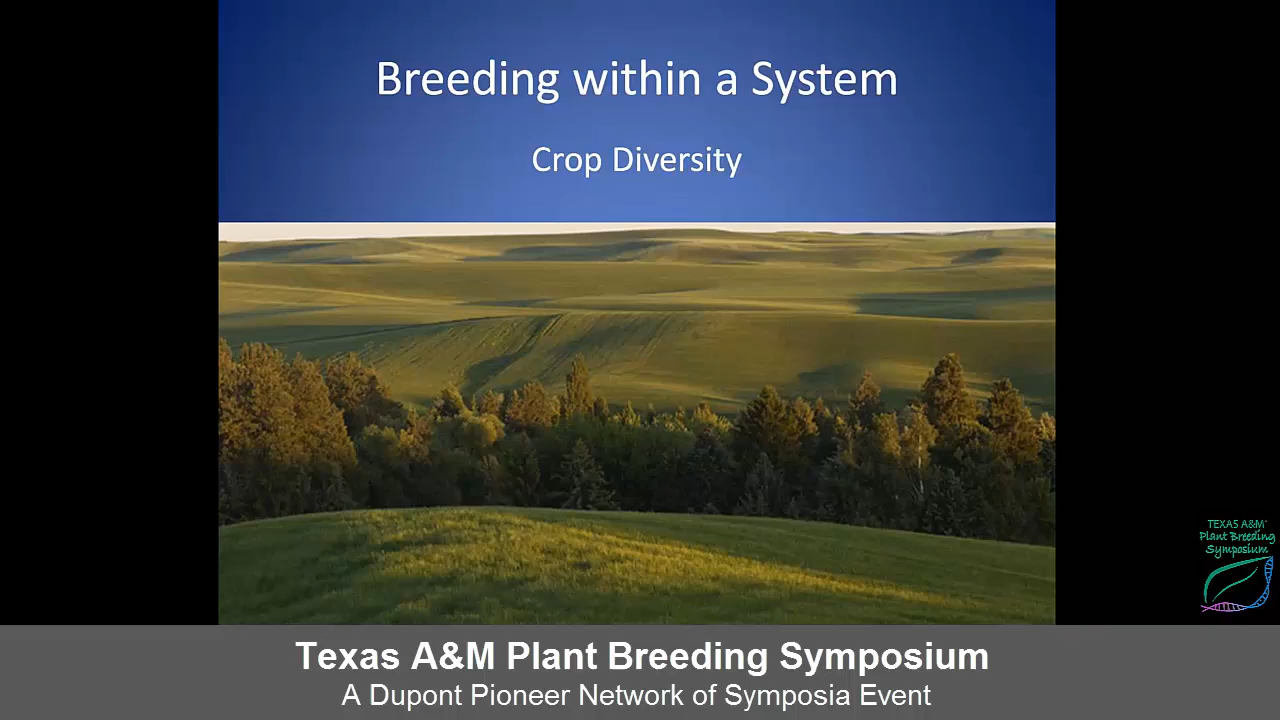 Breeding within a System
Crop Diversity
TEXAS A&M
Plant Breeding
Symposium
Texas A&M Plant Breeding Symposium
A Dupont Pioneer Network of Symposia Event